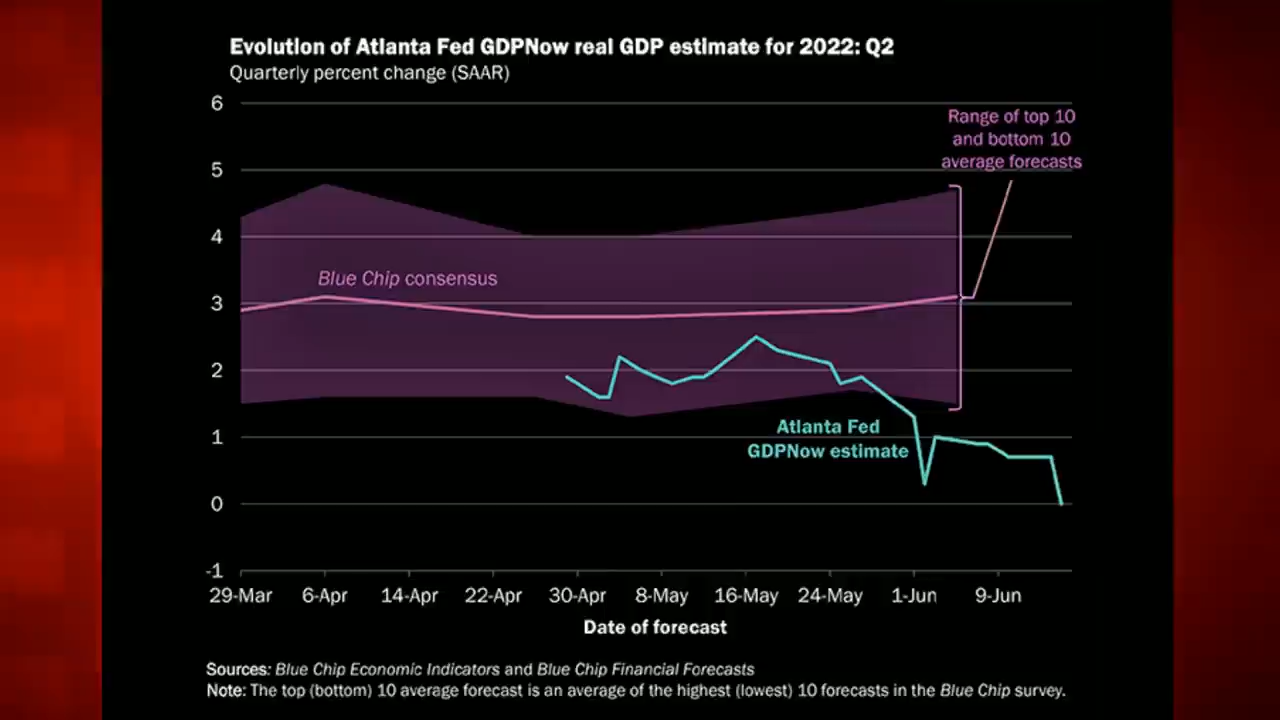 Evolution of Atlanta Fed GDPNow real GDP estimate for 2022: Q2
Quarterly percent change (SAAR)
6
Range of top 10
and bottom 10
average forecasts
5
4
Blue Chip consensus
3
2
Atlanta Fed
GDPNow estimate
1
0
-1
29-Mar 6-Apr 14-Apr 22-Apr 30-Apr 8-May 16-May 24-May 1-Jun 9-Jun
Date of forecast
Sources: Blue Chip Economic Indicators and Blue Chip Financial Forecasts
Note: The top (bottom) 10 average forecast is an average of the highest (lowest) 10 forecasts in the Blue Chip survey.